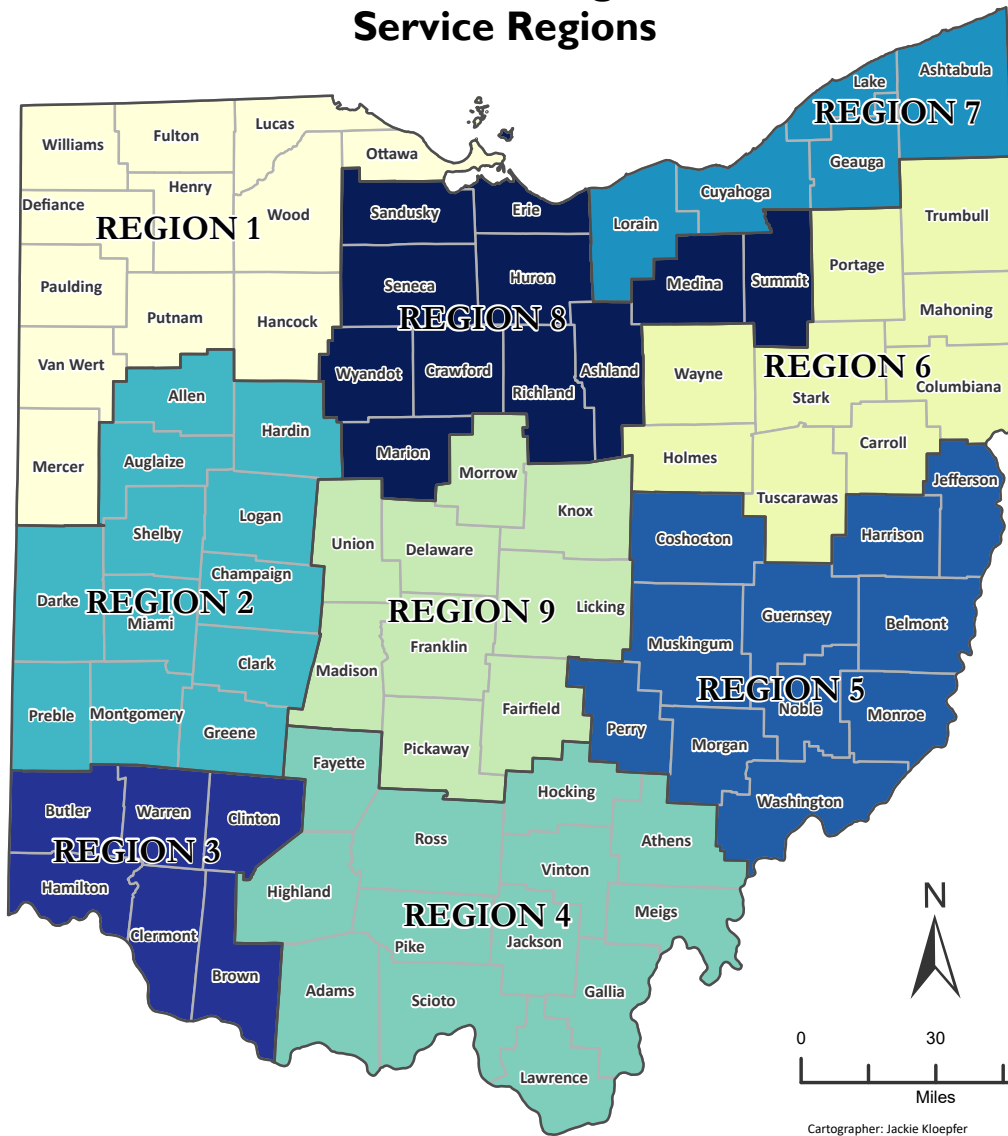 Service Regions
Lake
Ashtabula
REGION 7
Geauga
Cuyahoga
Lorain
Williams
Fulton
Lucas
Ottawa
Defiance
Henry
Wood
REGION 1
Paulding
Putnam
Hancock
Van Wert
Mercer
Sandusky
Erie
Seneca
Huron
REGION 8
Medina
Summit
Wyandot
Crawford
Richland
Ashland
Marion
Trumbull
Portage
Mahoning
REGION 6
Wayne
Stark
Columbiana
Holmes
Carroll
Tuscarawas
Allen
Hardin
Auglaize
Shelby
Logan
Champaign
Darke
REGION 2
Miami
Clark
Preble
Montgomery
Greene
Morrow
Knox
Union
Delaware
REGION 9
Licking
Franklin
Madison
Fairfield
Pickaway
Jefferson
Coshocton
Harrison
Guernsey
Belmont
Muskingum
REGION 5
Noble
Monroe
Perry
Morgan
Washington
Butler
Warren
Clinton
REGION 3
Hamilton
Clermont
Brown
Fayette
Hocking
Ross
Athens
Vinton
Highland
REGION 4
Meigs
Pike
Jackson
Adams
Scioto
Gallia
Lawrence
N
0 30
Miles
Cartographer: Jackie Kloepfer